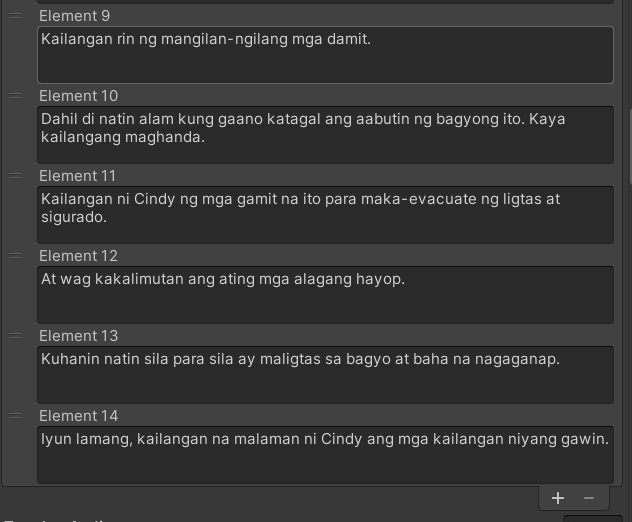 Element 9
Kailangan rin ng mangilan-ngilang mga damit.
Element 10
Dahil di natin alam kung gaano katagal ang aabutin ng bagyong ito. Kaya
kailangang maghanda.
Element 11
Kailangan ni Cindy ng mga gamit na ito para maka-evacuate ng ligtas at
sigurado.
Element 12
At wag kakalimutan ang ating mga alagang hayop.
Element 13
Kuhanin natin sila para sila ay maligtas sa bagyo at baha na nagaganap.
Element 14
Iyun lamang, kailangan na malaman ni Cindy ang mga kailangan niyang gawin.